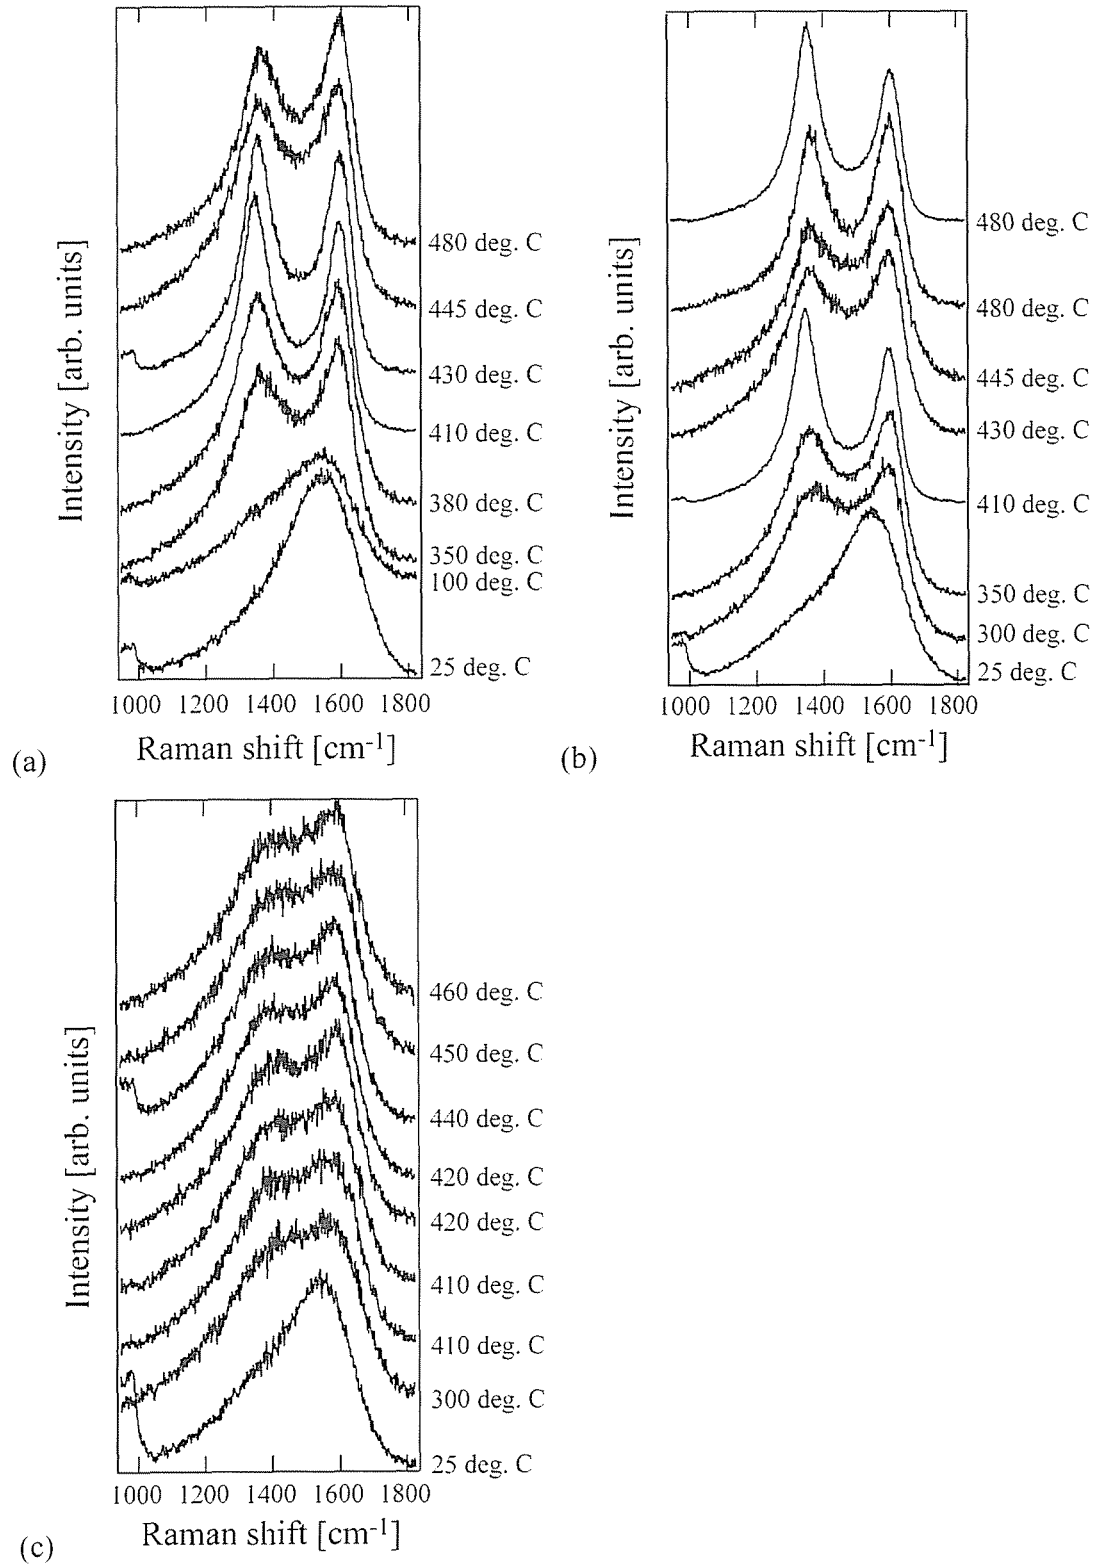 Intensity [arb. units]
480 deg. C
445 deg. C
430 deg. C
410 deg. C
380 deg. C
350 deg. C
100 deg. C
25 deg. C
1000 1200 1400 1600 1800
Raman shift [cm-1]
(a)
Intensity [arb. units]
480 deg. C
480 deg. C
445 deg. C
430 deg. C
410 deg. C
350 deg. C
300 deg. C
25 deg. C
1000 1200 1400 1600 1800
Raman shift [cm-1]
(b)
Intensity [arb. units]
460 deg. C
450 deg. C
440 deg. C
420 deg. C
420 deg. C
410 deg. C
410 deg. C
300 deg. C
25 deg. C
1000 1200 1400 1600 1800
Raman shift [cm-1]
(c)